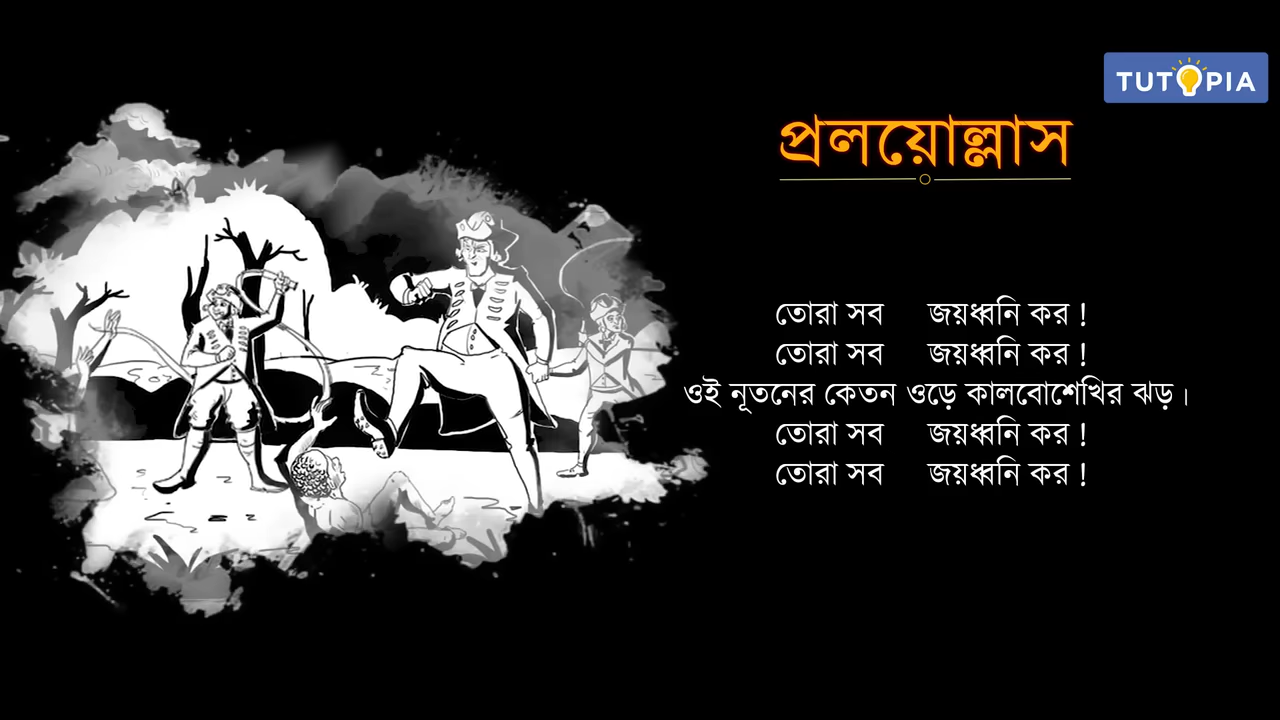 TUTOPIA
প্রলয়োল্লাস
তোরা সব জয়ধ্বনি কর !
তোরা সব জয়ধ্বনি কর !
ওই নূতনের কেতন ওড়ে কালবোশেখির ঝড়।
তোরা সব জয়ধ্বনি কর !
তোরা সব জয়ধ্বনি কর !